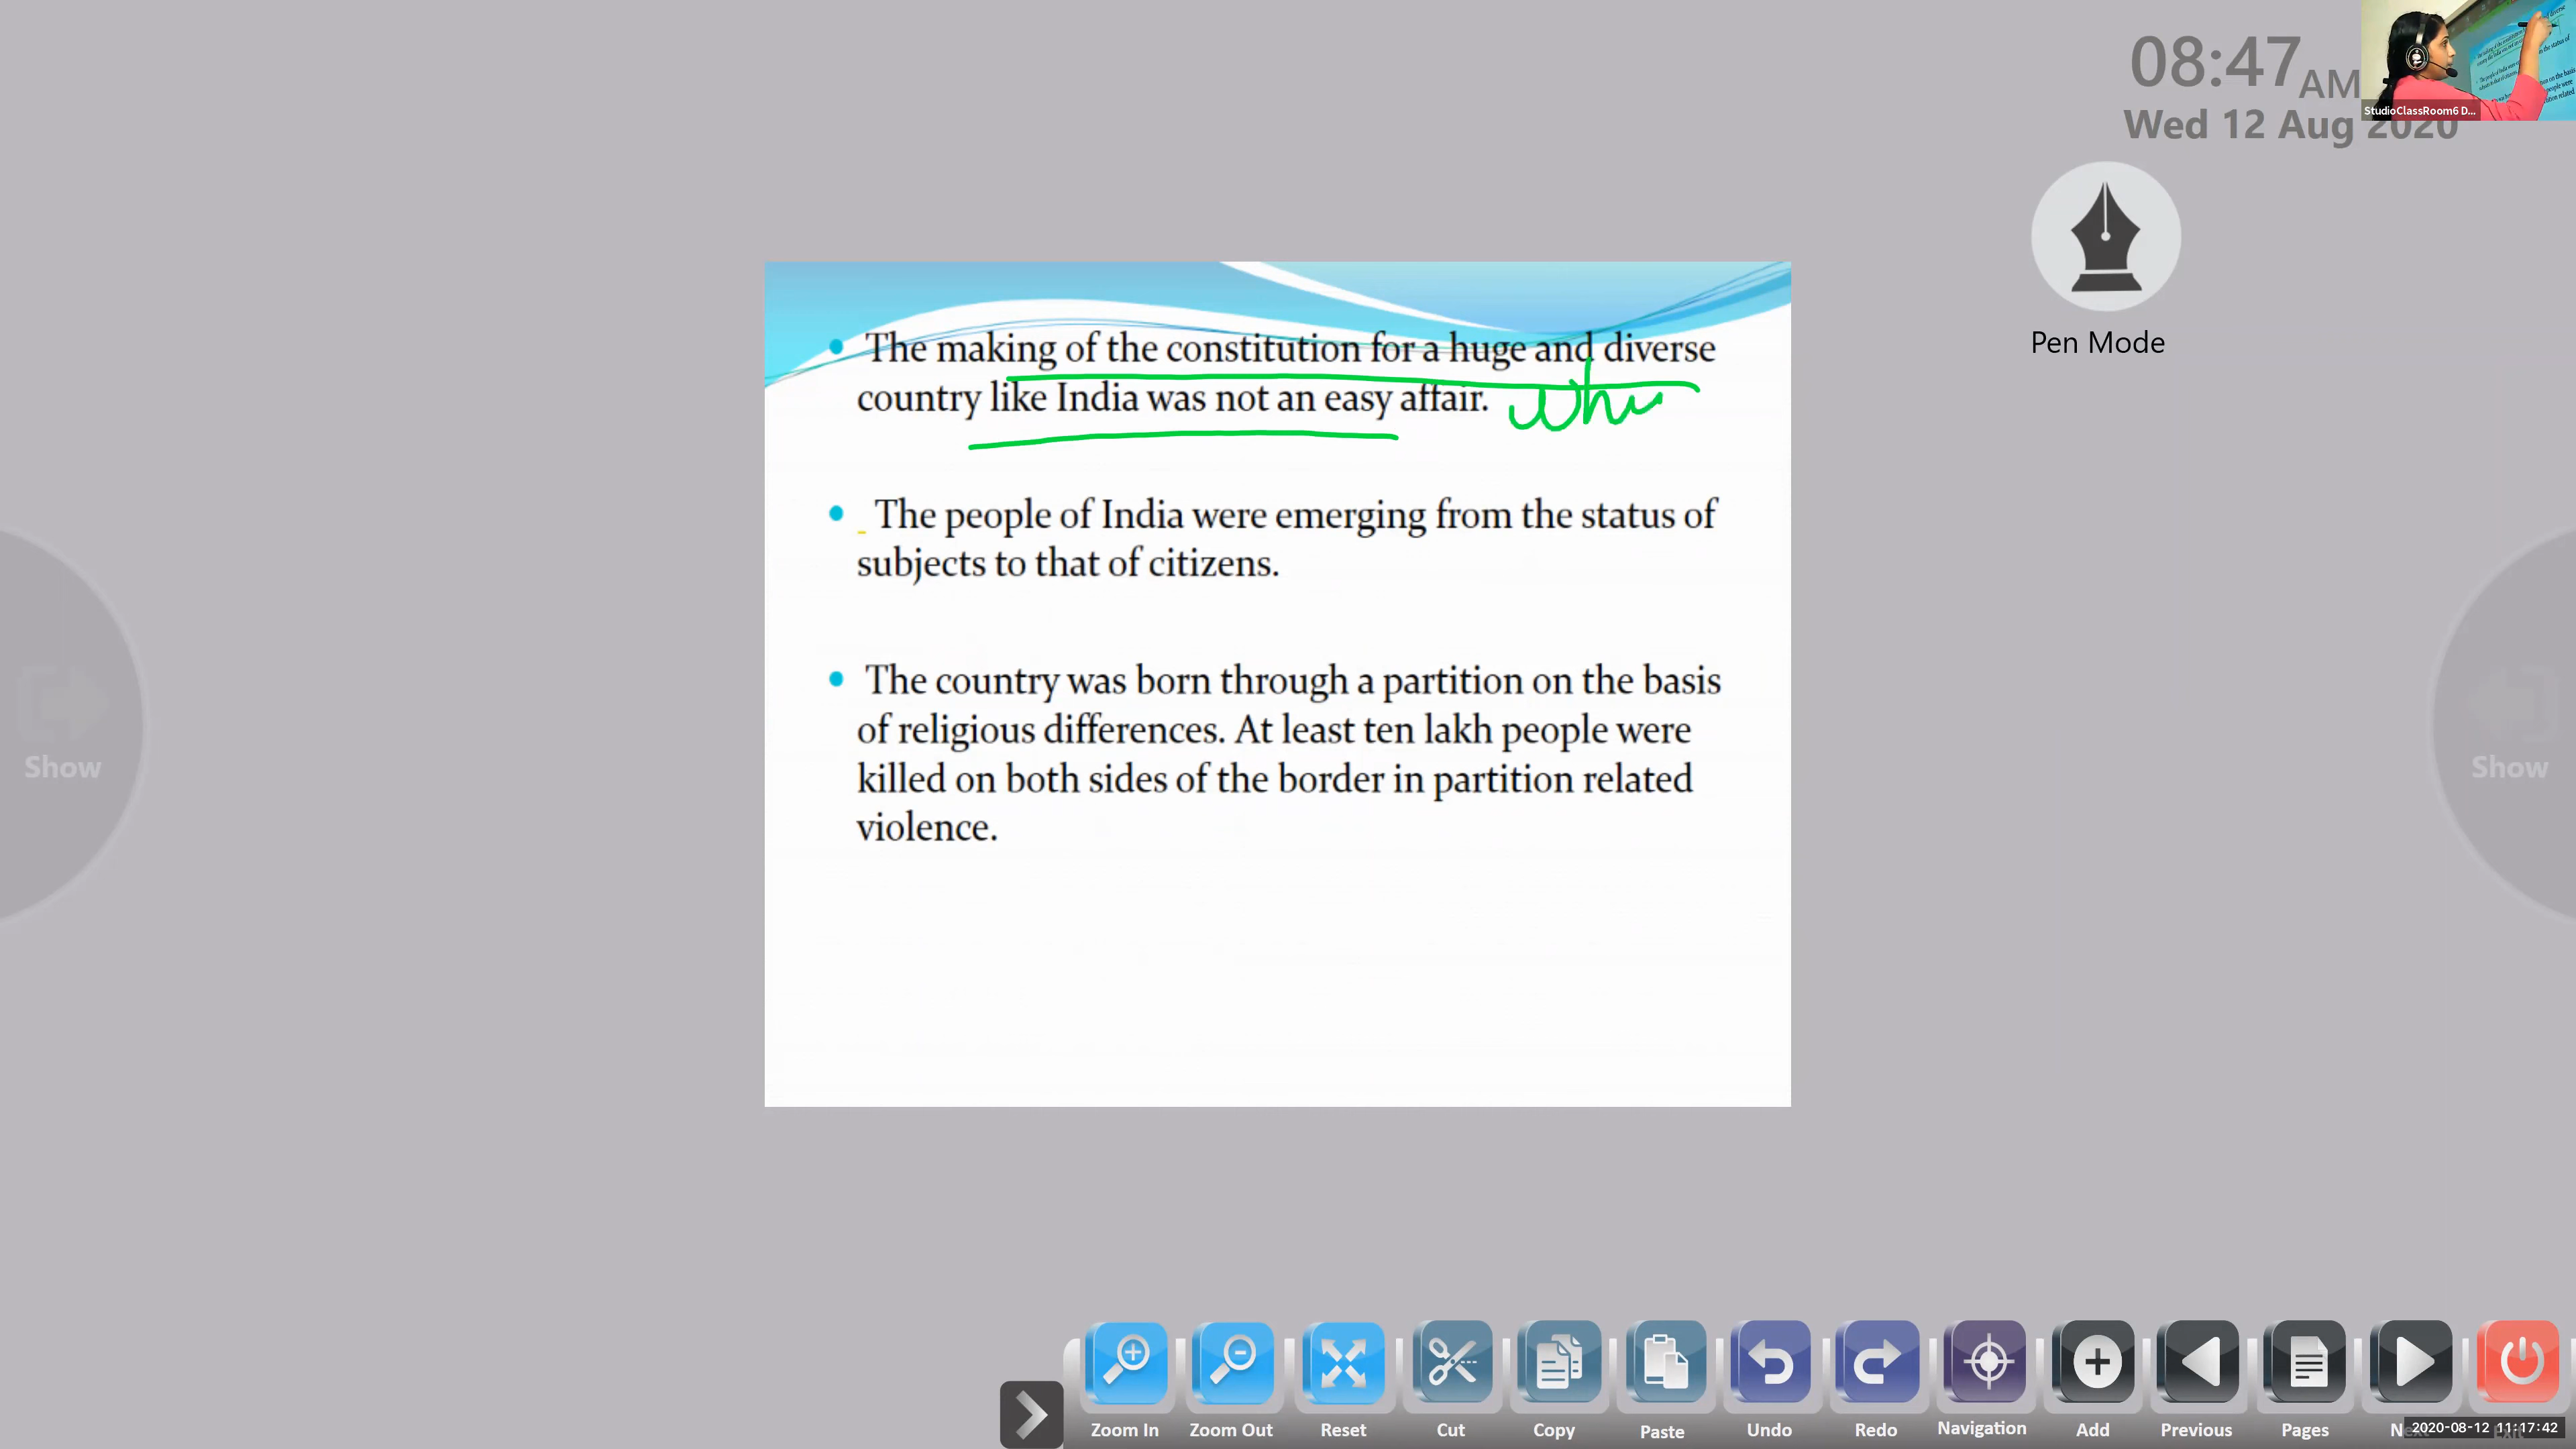 08:47 AM
Wed 12 Aug 2020
StudioClassRoom6 D...
Pen Mode
• The making of the constitution for a huge and diverse
country like India was not an easy affair.
• The people of India were emerging from the status of
subjects to that of citizens.
• The country was born through a partition on the basis
of religious differences. At least ten lakh people were
killed on both sides of the border in partition related
violence.
Show
Show
Zoom In Zoom Out Reset Cut Copy Paste Undo Redo Navigation Add Previous Pages
2020-08-12 11:17:42